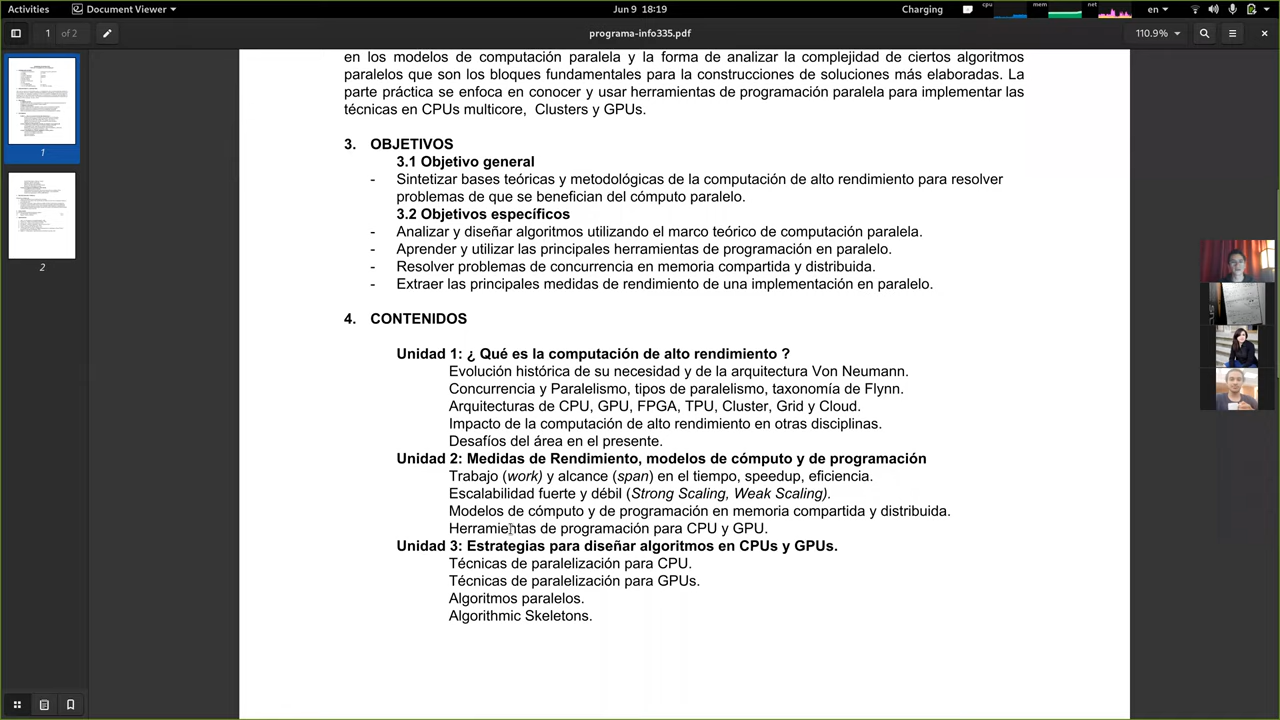 Activities
Document Viewer
Jun 9 18:19
Charging
cpu
mem
net
en
1 of 2
programa-info335.pdf
110.9%
1
2
en los modelos de computación paralela y la forma de analizar la complejidad de ciertos algoritmos
paralelos que son los bloques fundamentales para la construcciones de soluciones más elaboradas. La
parte práctica se enfoca en conocer y usar herramientas de programación paralela para implementar las
técnicas en CPUs multicore, Clusters y GPUs.
3. OBJETIVOS
3.1 Objetivo general
- Sintetizar bases teóricas y metodológicas de la computación de alto rendimiento para resolver
problemas de que se benefician del cómputo paralelo.
3.2 Objetivos específicos
- Analizar y diseñar algoritmos utilizando el marco teórico de computación paralela.
- Aprender y utilizar las principales herramientas de programación en paralelo.
- Resolver problemas de concurrencia en memoria compartida y distribuida.
- Extraer las principales medidas de rendimiento de una implementación en paralelo.
4. CONTENIDOS
Unidad 1: ¿ Qué es la computación de alto rendimiento ?
Evolución histórica de su necesidad y de la arquitectura Von Neumann.
Concurrencia y Paralelismo, tipos de paralelismo, taxonomía de Flynn.
Arquitecturas de CPU, GPU, FPGA, TPU, Cluster, Grid y Cloud.
Impacto de la computación de alto rendimiento en otras disciplinas.
Desafíos del área en el presente.
Unidad 2: Medidas de Rendimiento, modelos de cómputo y de programación
Trabajo (work) y alcance (span) en el tiempo, speedup, eficiencia.
Escalabilidad fuerte y débil (Strong Scaling, Weak Scaling).
Modelos de cómputo y de programación en memoria compartida y distribuida.
Herramientas de programación para CPU y GPU.
Unidad 3: Estrategias para diseñar algoritmos en CPUs y GPUs.
Técnicas de paralelización para CPU.
Técnicas de paralelización para GPUs.
Algoritmos paralelos.
Algorithmic Skeletons.